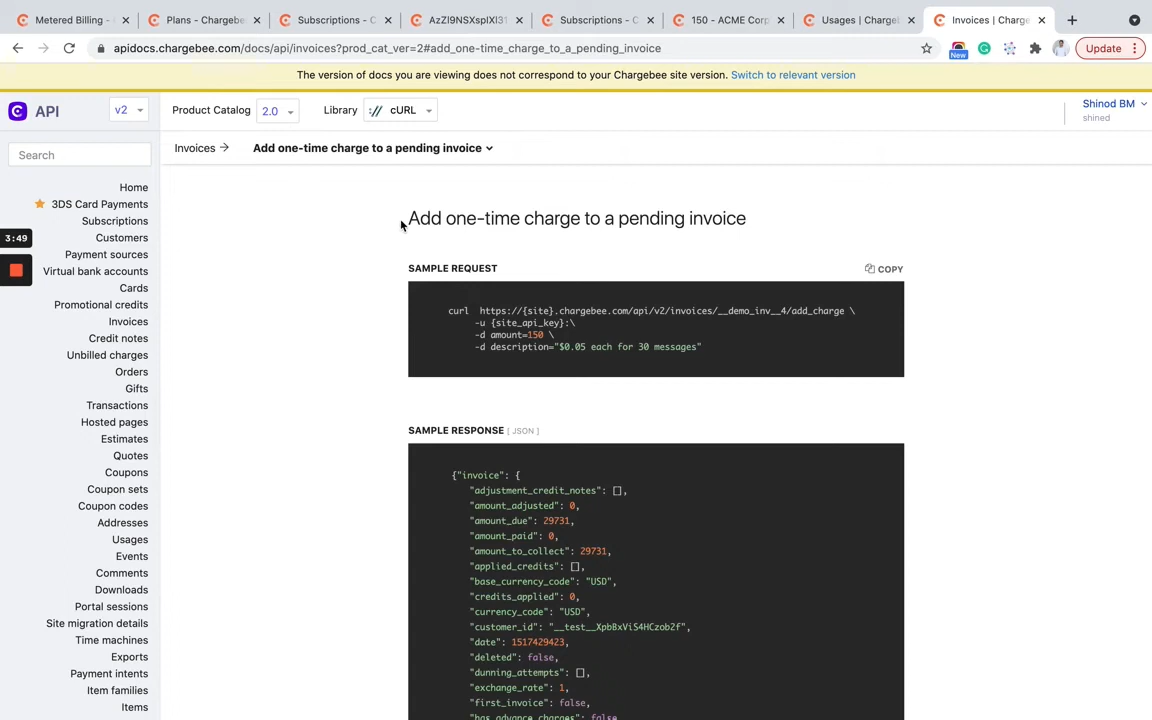 Metered Billing -
Plans - Chargebe
Subscriptions - C
AzZI9NSXspIXI31
Subscriptions - C
150 - ACME Corp
Usages | Chargel
Invoices | Charge
apidocs.chargebee.com/docs/api/invoices?prod_cat_ver=2#add_one-time_charge_to_a_pending_invoice
New
Update
The version of docs you are viewing does not correspond to your Chargebee site version. Switch to relevant version
API
v2
Product Catalog
2.0
Library
cURL
Shinod BM
shined
Search
Invoices
Add one-time charge to a pending invoice
Home
3DS Card Payments
Subscriptions
Customers
Payment sources
Virtual bank accounts
Cards
Promotional credits
Invoices
Credit notes
Unbilled charges
Orders
Gifts
Transactions
Hosted pages
Estimates
Quotes
Coupons
Coupon sets
Coupon codes
Addresses
Usages
Events
Comments
Downloads
Portal sessions
Site migration details
Time machines
Exports
Payment intents
Item families
Items
3:49
Add one-time charge to a pending invoice
SAMPLE REQUEST
COPY
curl https://{site}.chargebee.com/api/v2/invoices/__demo_inv__4/add_charge \
-u {site_api_key}:\
-d amount=150 \
-d description="$0.05 each for 30 messages"
SAMPLE RESPONSE [ JSON ]
{"invoice": {
"adjustment_credit_notes": [],
"amount_adjusted": 0,
"amount_due": 29731,
"amount_paid": 0,
"amount_to_collect": 29731,
"applied_credits": [],
"base_currency_code": "USD",
"credits_applied": 0,
"currency_code": "USD",
"customer_id": "__test__XpbBxViS4HCzob2f",
"date": 1517429423,
"deleted": false,
"dunning_attempts": [],
"exchange_rate": 1,
"first_invoice": false,
"has_advance_charges": false